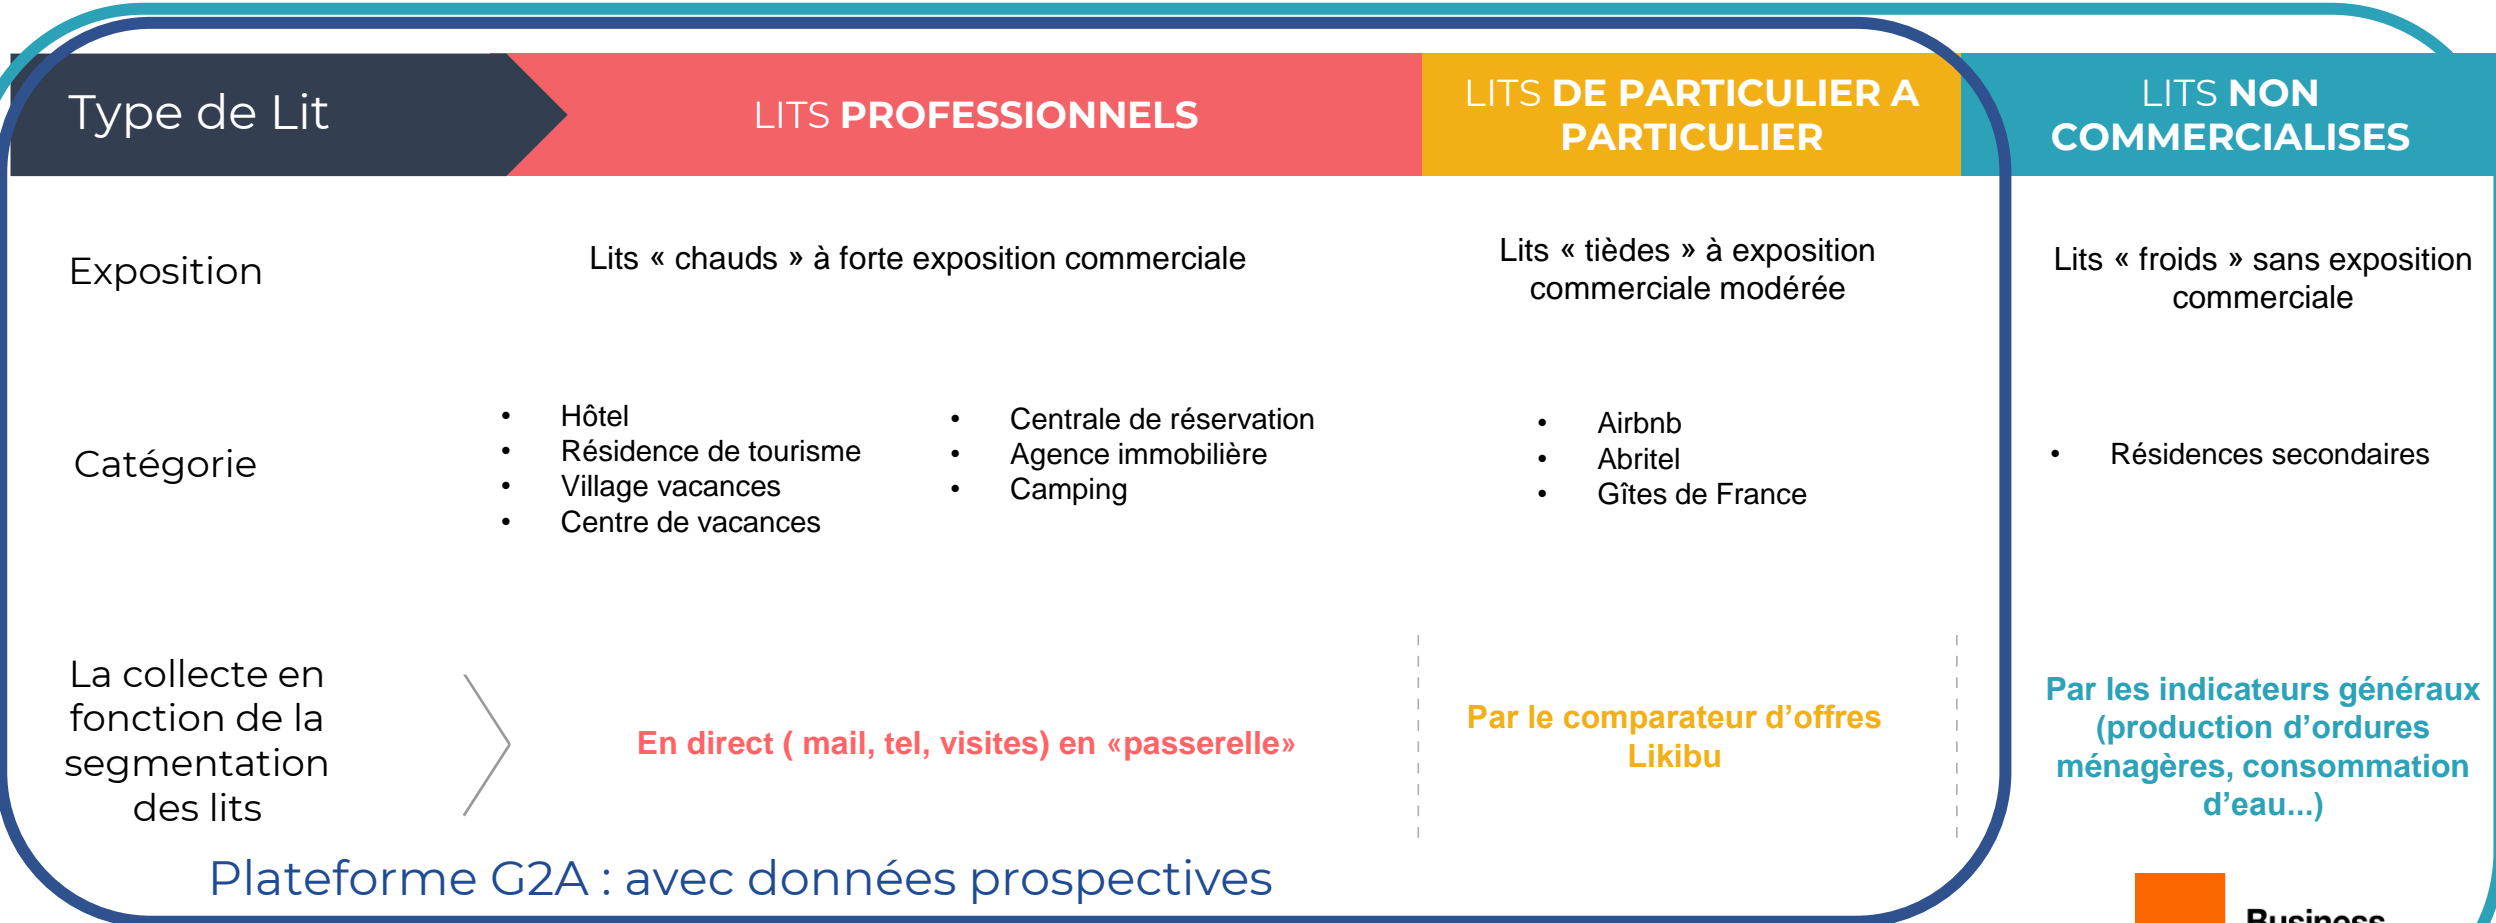 Type de Lit
LITS PROFESSIONNELS
LITS DE PARTICULIER A
PARTICULIER
LITS NON
COMMERCIALISES
Exposition
Lits « chauds » à forte exposition commerciale
Lits « tièdes » à exposition
commerciale modérée
Lits « froids » sans exposition
commerciale
Catégorie
• Hôtel
• Résidence de tourisme
• Village vacances
• Centre de vacances
• Centrale de réservation
• Agence immobilière
• Camping
• Airbnb
• Abritel
• Gîtes de France
• Résidences secondaires
La collecte en
fonction de la
segmentation
des lits
En direct ( mail, tel, visites) en «passerelle»
Par le comparateur d’offres
Likibu
Par les indicateurs généraux
(production d’ordures
ménagères, consommation
d’eau...)
Plateforme G2A : avec données prospectives
Business